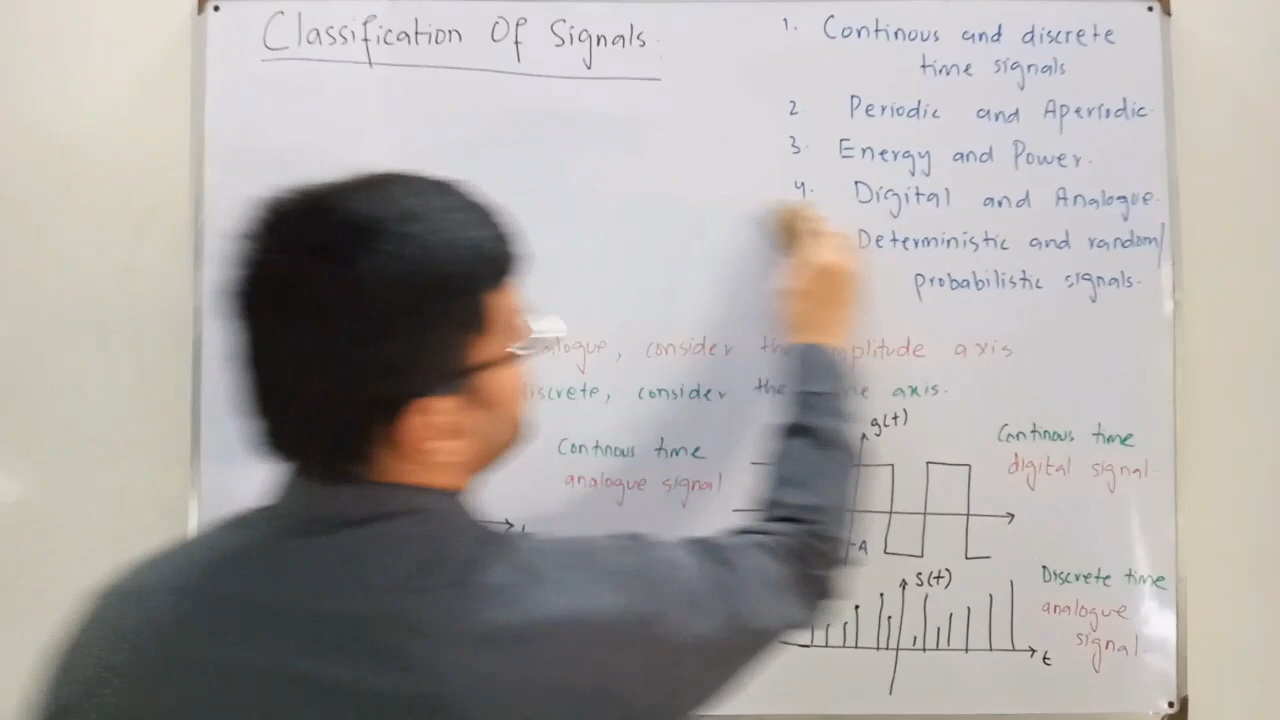 Classification Of Signals.
1. Continous and discrete
time signals
2. Periodic and Aperiodic.
3. Energy and Power.
4. Digital and Analogue.
Deterministic and random/
probabilistic signals.
consider the amplitude axis
consider the axis.
Continous time
analogue signal
g(t)
Continous time
digital signal.
-A
S(t)
t
Discrete time
analogue
signal